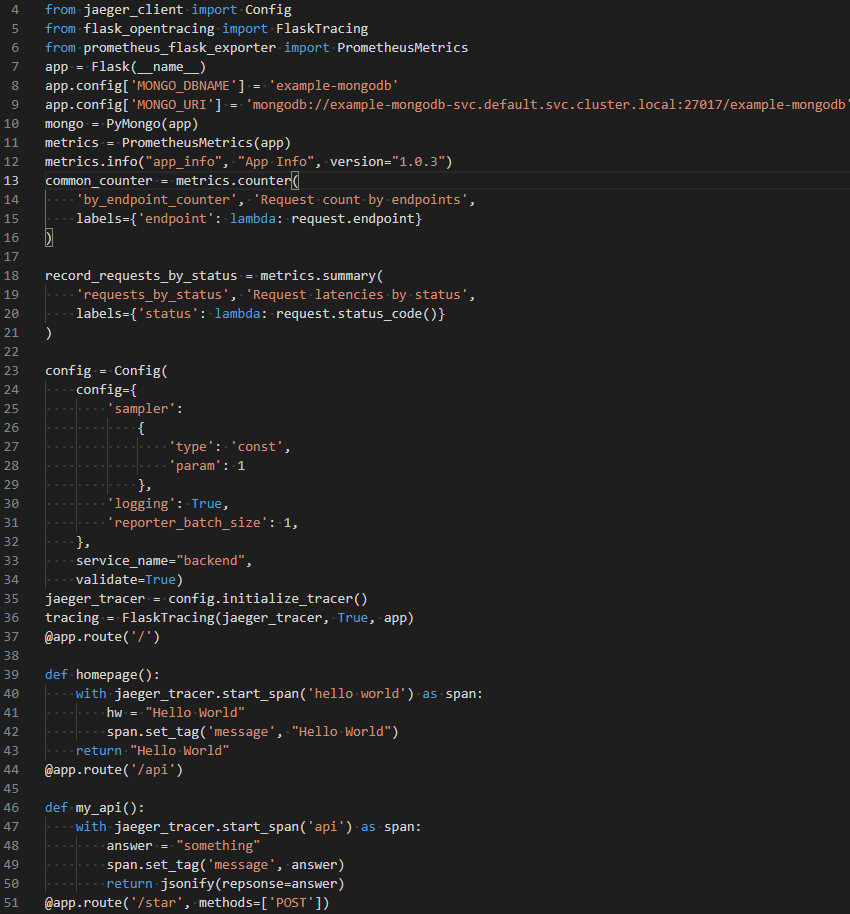 4 from jaeger_client import Config
5 from flask_opentracing import FlaskTracing
6 from prometheus_flask_exporter import PrometheusMetrics
7 app = Flask(__name__)
8 app.config['MONGO_DBNAME'] = 'example-mongodb'
9 app.config['MONGO_URI'] = 'mongodb://example-mongodb-svc.default.svc.cluster.local:27017/example-mongodb'
10 mongo = PyMongo(app)
11 metrics = PrometheusMetrics(app)
12 metrics.info("app_info", "App Info", version="1.0.3")
13 common_counter = metrics.counter(
14     'by_endpoint_counter', 'Request count by endpoints',
15     labels={'endpoint': lambda: request.endpoint}
16 )
17
18 record_requests_by_status = metrics.summary(
19     'requests_by_status', 'Request latencies by status',
20     labels={'status': lambda: request.status_code()}
21 )
22
23 config = Config(
24     config={
25         'sampler':
26             {
27                 'type': 'const',
28                 'param': 1
29             },
30         'logging': True,
31         'reporter_batch_size': 1,
32     },
33     service_name="backend",
34     validate=True)
35 jaeger_tracer = config.initialize_tracer()
36 tracing = FlaskTracing(jaeger_tracer, True, app)
37 @app.route('/')
38
39 def homepage():
40     with jaeger_tracer.start_span('hello world') as span:
41         hw = "Hello World"
42         span.set_tag('message', "Hello World")
43     return "Hello World"
44 @app.route('/api')
45
46 def my_api():
47     with jaeger_tracer.start_span('api') as span:
48         answer = "something"
49         span.set_tag('message', answer)
50         return jsonify(repsonse=answer)
51 @app.route('/star', methods=['POST'])